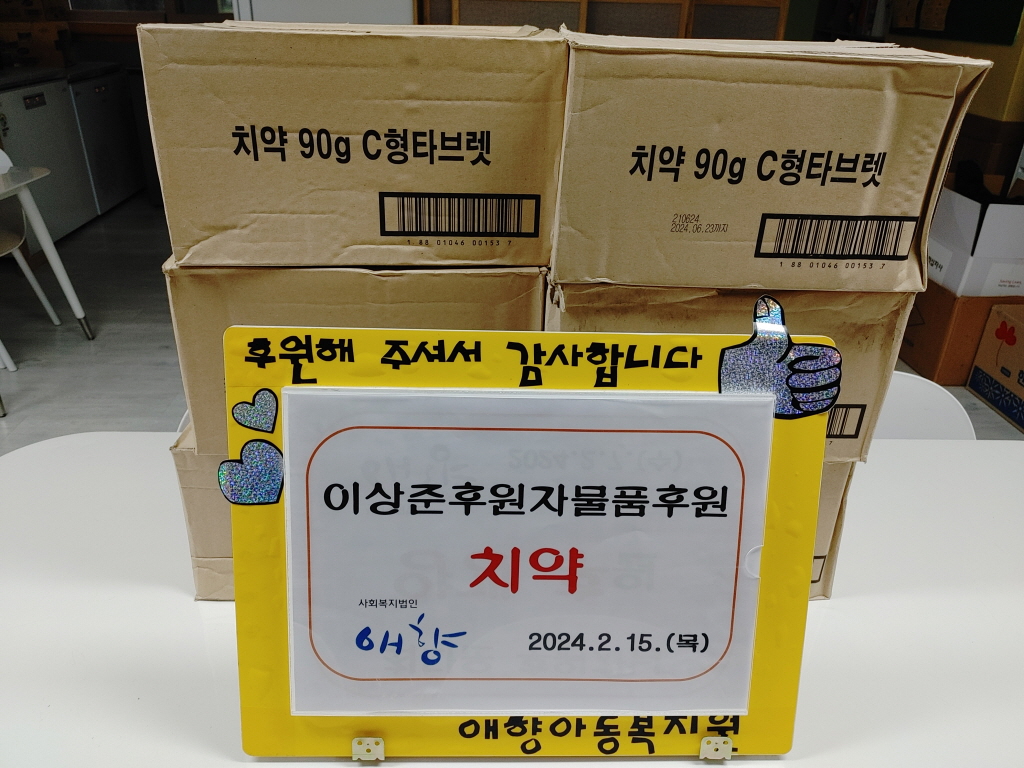 치약 90g C형타브렛
1 88 01046 00153 7
치약 90g C형타브렛
210624
2024.06.23까지
1 88 01046 00153 7
후원해 주셔서 감사합니다
이상준후원자물품후원
치약
사회복지법인
애향
2024.2.15.(목)
애향아동복지원